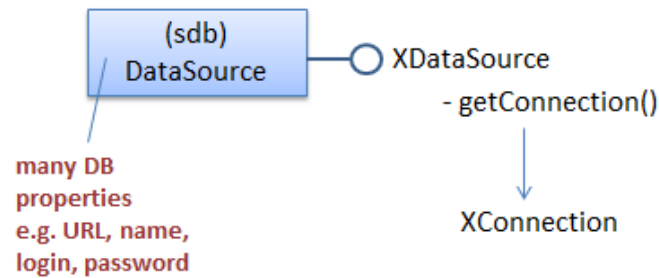 (sdb)
DataSource
XDataSource
- getConnection()
XConnection
many DB
properties
e.g. URL, name,
login, password